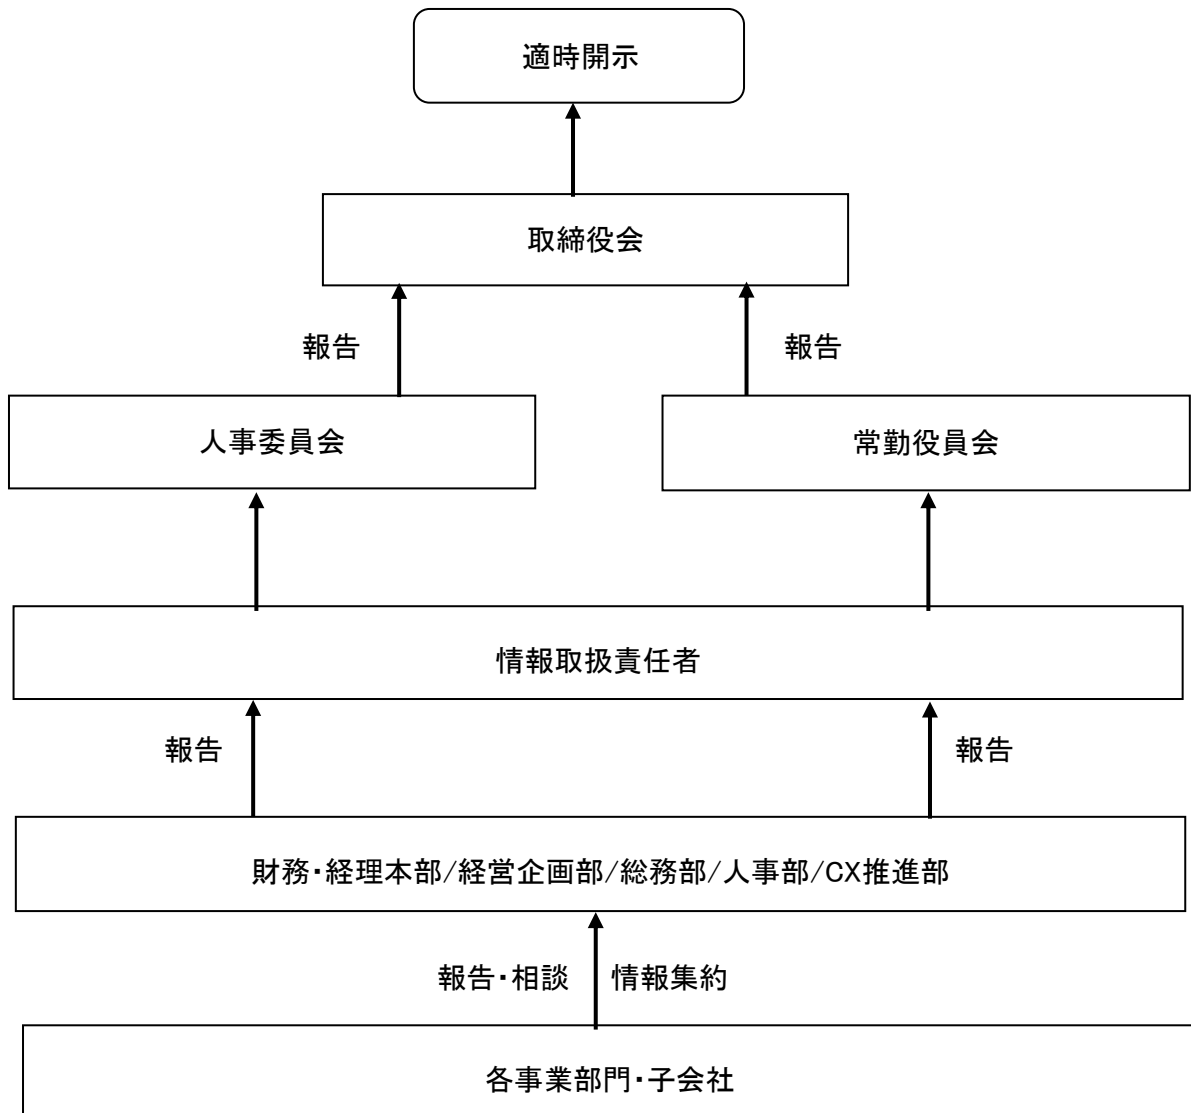 適時開示
取締役会
報告
報告
人事委員会
常勤役員会
情報取扱責任者
報告
報告
財務・経理本部/経営企画部/総務部/人事部/CX推進部
報告・相談
情報集約
各事業部門・子会社